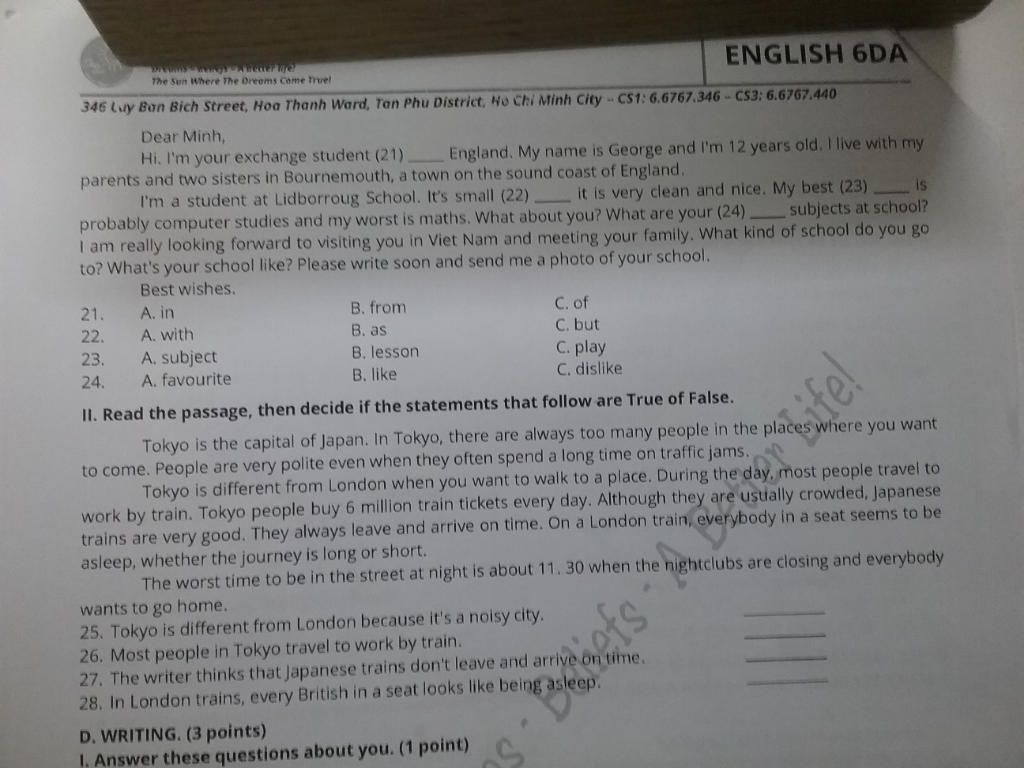 Dreams - Beliefs - A Better life!
The Sun Where The Dreams Come True!
ENGLISH 6DA
346 Luy Ban Bich Street, Hoa Thanh Ward, Tan Phu District, Ho Chi Minh City – CS1: 6.6767.346 – CS3: 6.6767.440
Dear Minh,
Hi. I'm your exchange student (21) ____ England. My name is George and I'm 12 years old. I live with my
parents and two sisters in Bournemouth, a town on the sound coast of England.
I'm a student at Lidborroug School. It's small (22) ____ it is very clean and nice. My best (23) ____ is
probably computer studies and my worst is maths. What about you? What are your (24) ____ subjects at school?
I am really looking forward to visiting you in Viet Nam and meeting your family. What kind of school do you go
to? What's your school like? Please write soon and send me a photo of your school.
Best wishes.
21. A. in B. from C. of
22. A. with B. as C. but
23. A. subject B. lesson C. play
24. A. favourite B. like C. dislike
II. Read the passage, then decide if the statements that follow are True of False.
Tokyo is the capital of Japan. In Tokyo, there are always too many people in the places where you want
to come. People are very polite even when they often spend a long time on traffic jams.
Tokyo is different from London when you want to walk to a place. During the day, most people travel to
work by train. Tokyo people buy 6 million train tickets every day. Although they are usually crowded, Japanese
trains are very good. They always leave and arrive on time. On a London train, everybody in a seat seems to be
asleep, whether the journey is long or short.
The worst time to be in the street at night is about 11. 30 when the nightclubs are closing and everybody
wants to go home.
25. Tokyo is different from London because it's a noisy city. ________
26. Most people in Tokyo travel to work by train. ________
27. The writer thinks that Japanese trains don't leave and arrive on time. ________
28. In London trains, every British in a seat looks like being asleep. ________
D. WRITING. (3 points)
I. Answer these questions about you. (1 point)
Beliefs - A Better Life!